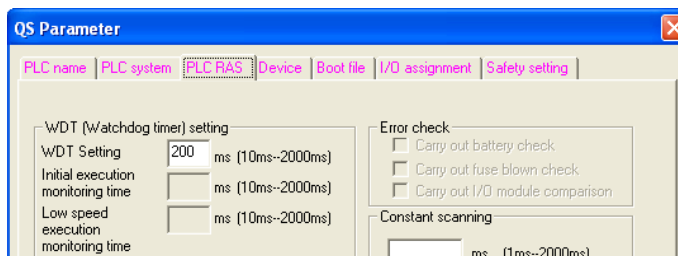 QS Parameter
PLC name PLC system PLC RAS Device Boot file I/O assignment Safety setting
WDT (Watchdog timer) setting
WDT Setting 200 ms (10ms--2000ms)
Initial execution
monitoring time ms (10ms--2000ms)
Low speed
execution
monitoring time ms (10ms--2000ms)
Error check
Carry out battery check
Carry out fuse blown check
Carry out I/O module comparison
Constant scanning
ms (1ms--2000ms)